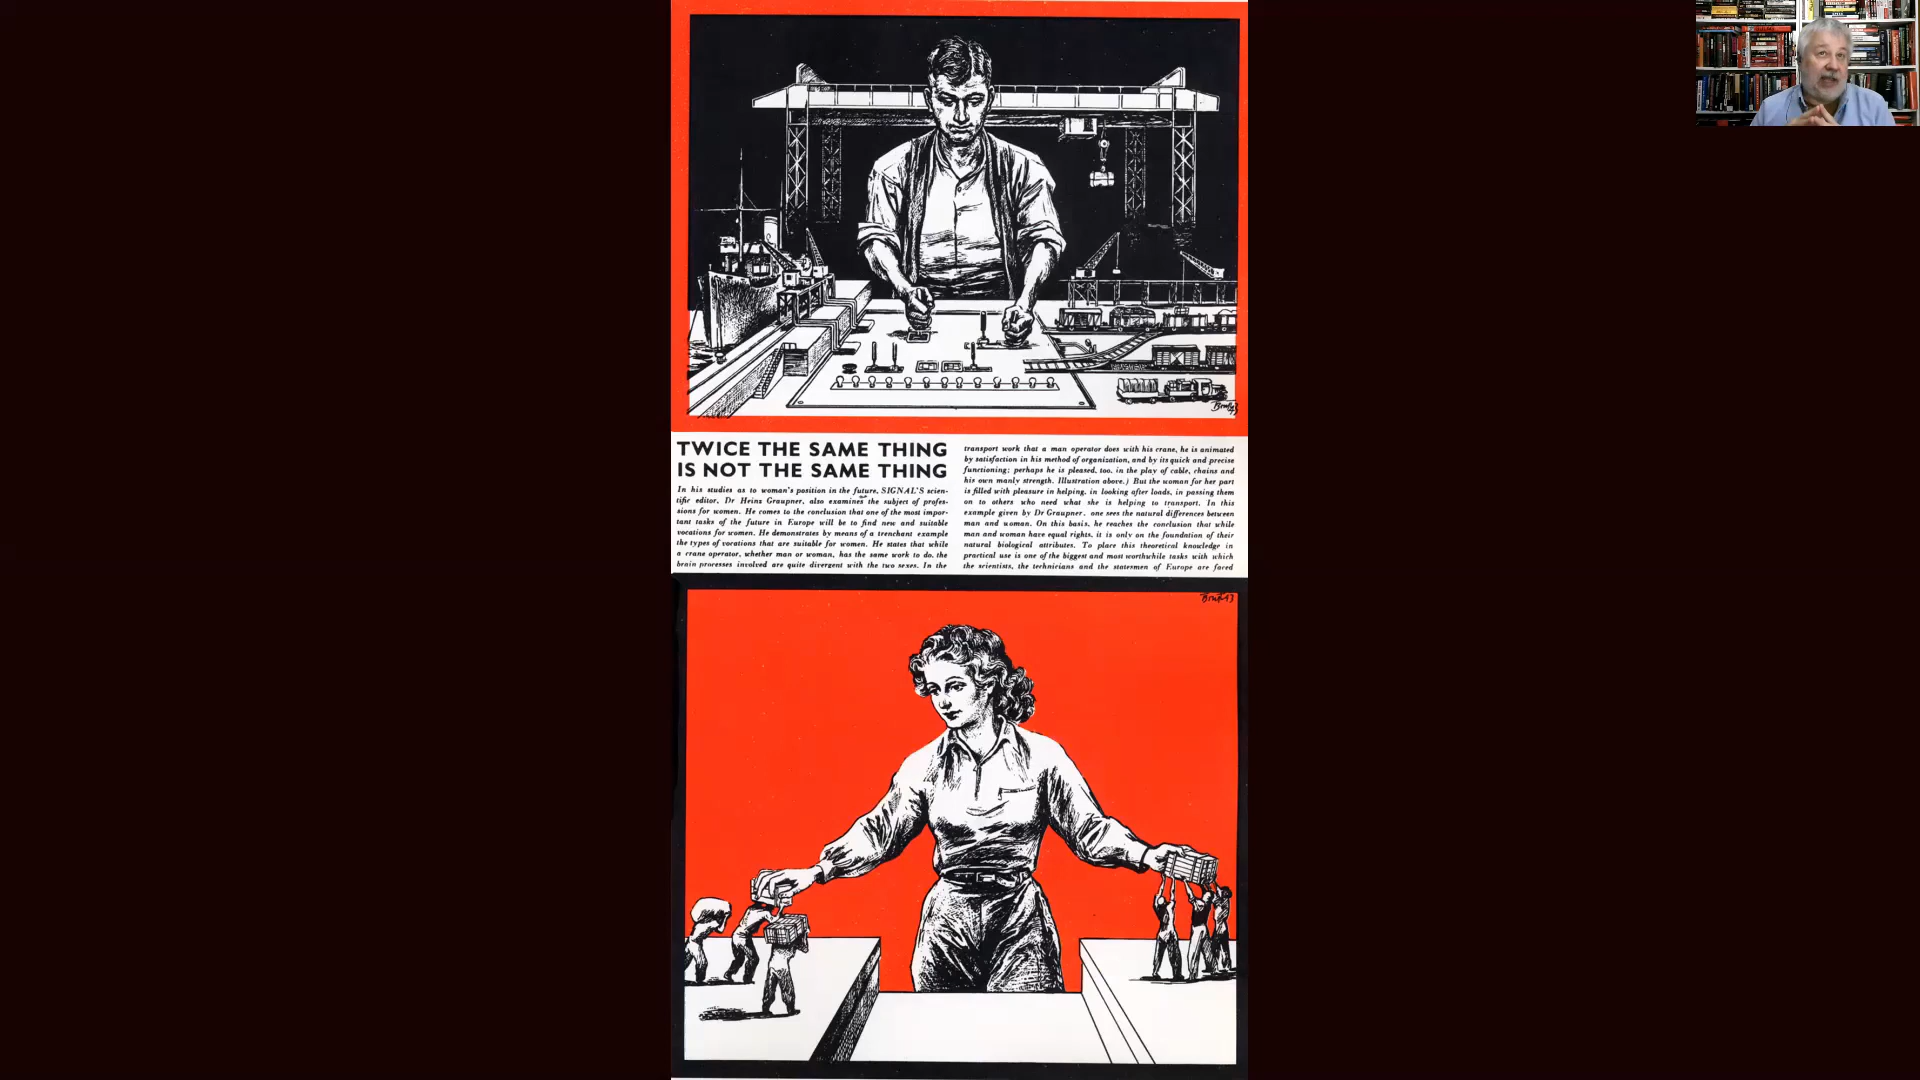 TWICE THE SAME THING
IS NOT THE SAME THING
In his studies as to woman's position in the future, SIGNAL'S scien-
tific editor, Dr Heinz Graupner, also examines the subject of profes-
sions for women. He comes to the conclusion that one of the most impor-
tant tasks of the future in Europe will be to find new and suitable
vocations for women. He demonstrates by means of a trenchant example
the types of vocations that are suitable for women. He states that while
a crane operator, whether man or woman, has the same work to do, the
brain processes involved are quite divergent with the two sexes. In the
transport work that a man operator does with his crane, he is animated
by satisfaction in his method of organization, and by its quick and precise
functioning; perhaps he is pleased, too, in the play of cable, chains and
his own manly strength. Illustration above.) But the woman for her part
is filled with pleasure in helping, in looking after loads, in passing them
on to others who need what she is helping to transport. In this
example given by Dr Graupner, one sees the natural differences between
man and woman. On this basis, he reaches the conclusion that while
man and woman have equal rights, it is only on the foundation of their
natural biological attributes. To place this theoretical knowledge in
practical use is one of the biggest and most worthwhile tasks with which
the scientists, the technicians and the statesmen of Europe are faced